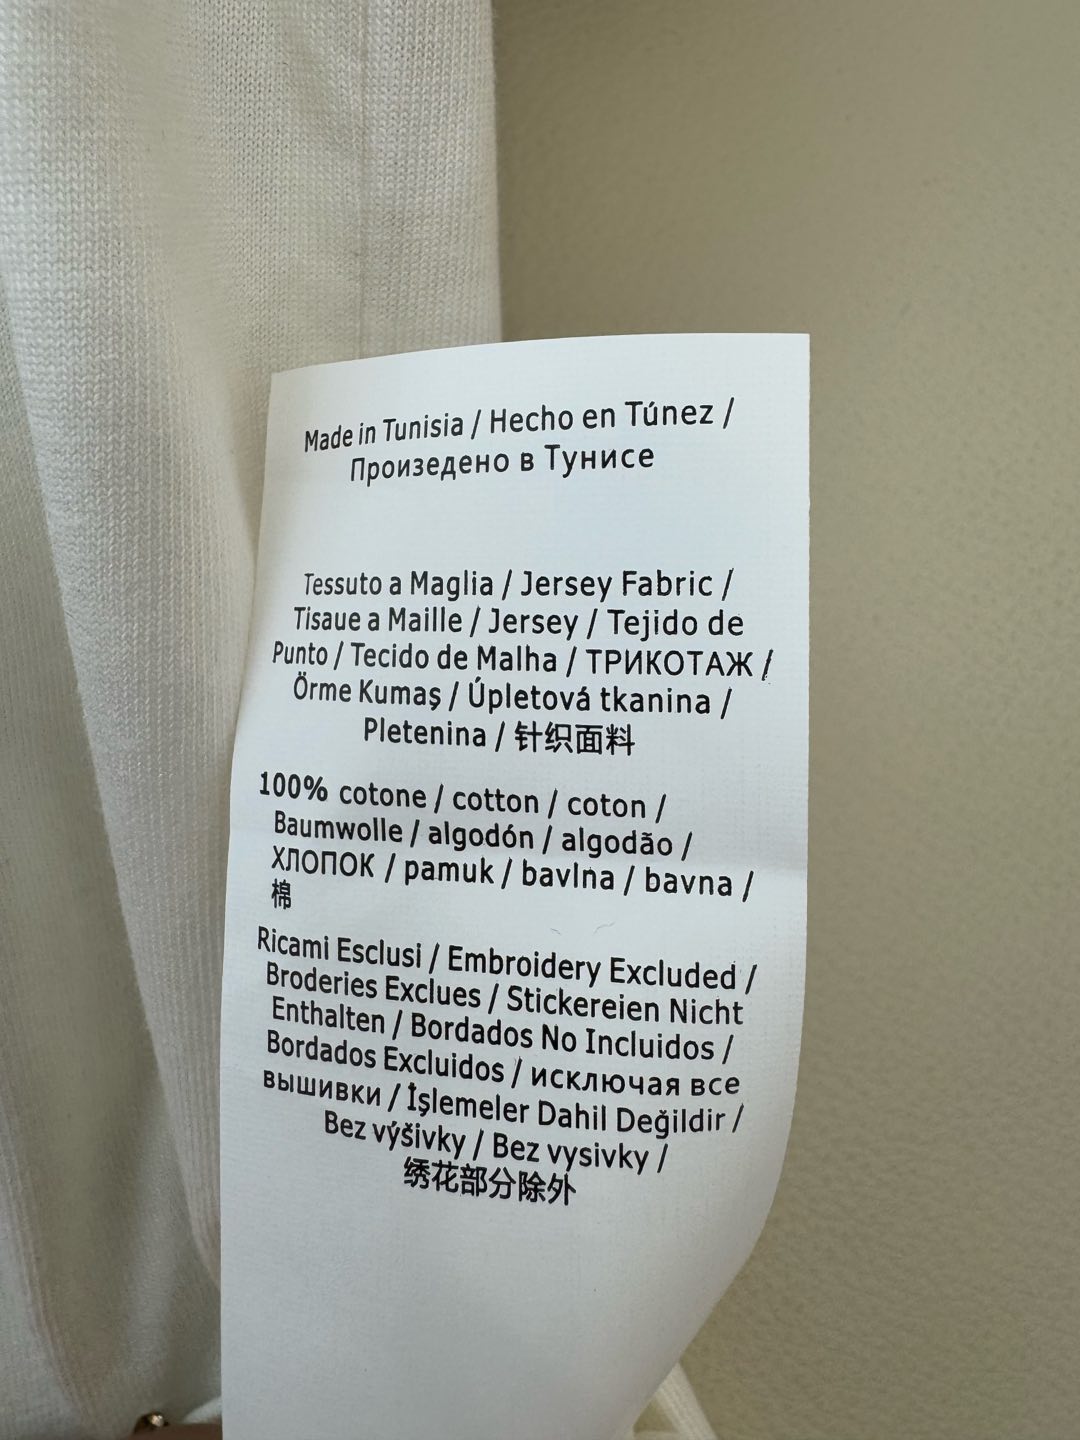 Made in Tunisia / Hecho en Túnez /
Произедено в Тунисе
Tessuto a Maglia / Jersey Fabric /
Tisaue a Maille / Jersey / Tejido de
Punto / Tecido de Malha / ТРИКОТАЖ /
Örme Kumaş / Úpletová tkanina /
Pletenina / 针织面料
100% cotone / cotton / coton /
Baumwolle / algodón / algodão /
ХЛОПОК / pamuk / bavlna / bavna /
棉
Ricami Esclusi / Embroidery Excluded /
Broderies Exclues / Stickereien Nicht
Enthalten / Bordados No Incluidos /
Bordados Excluidos / исключая все
вышивки / İşlemeler Dahil Değildir /
Bez výšivky / Bez vysivky /
绣花部分除外